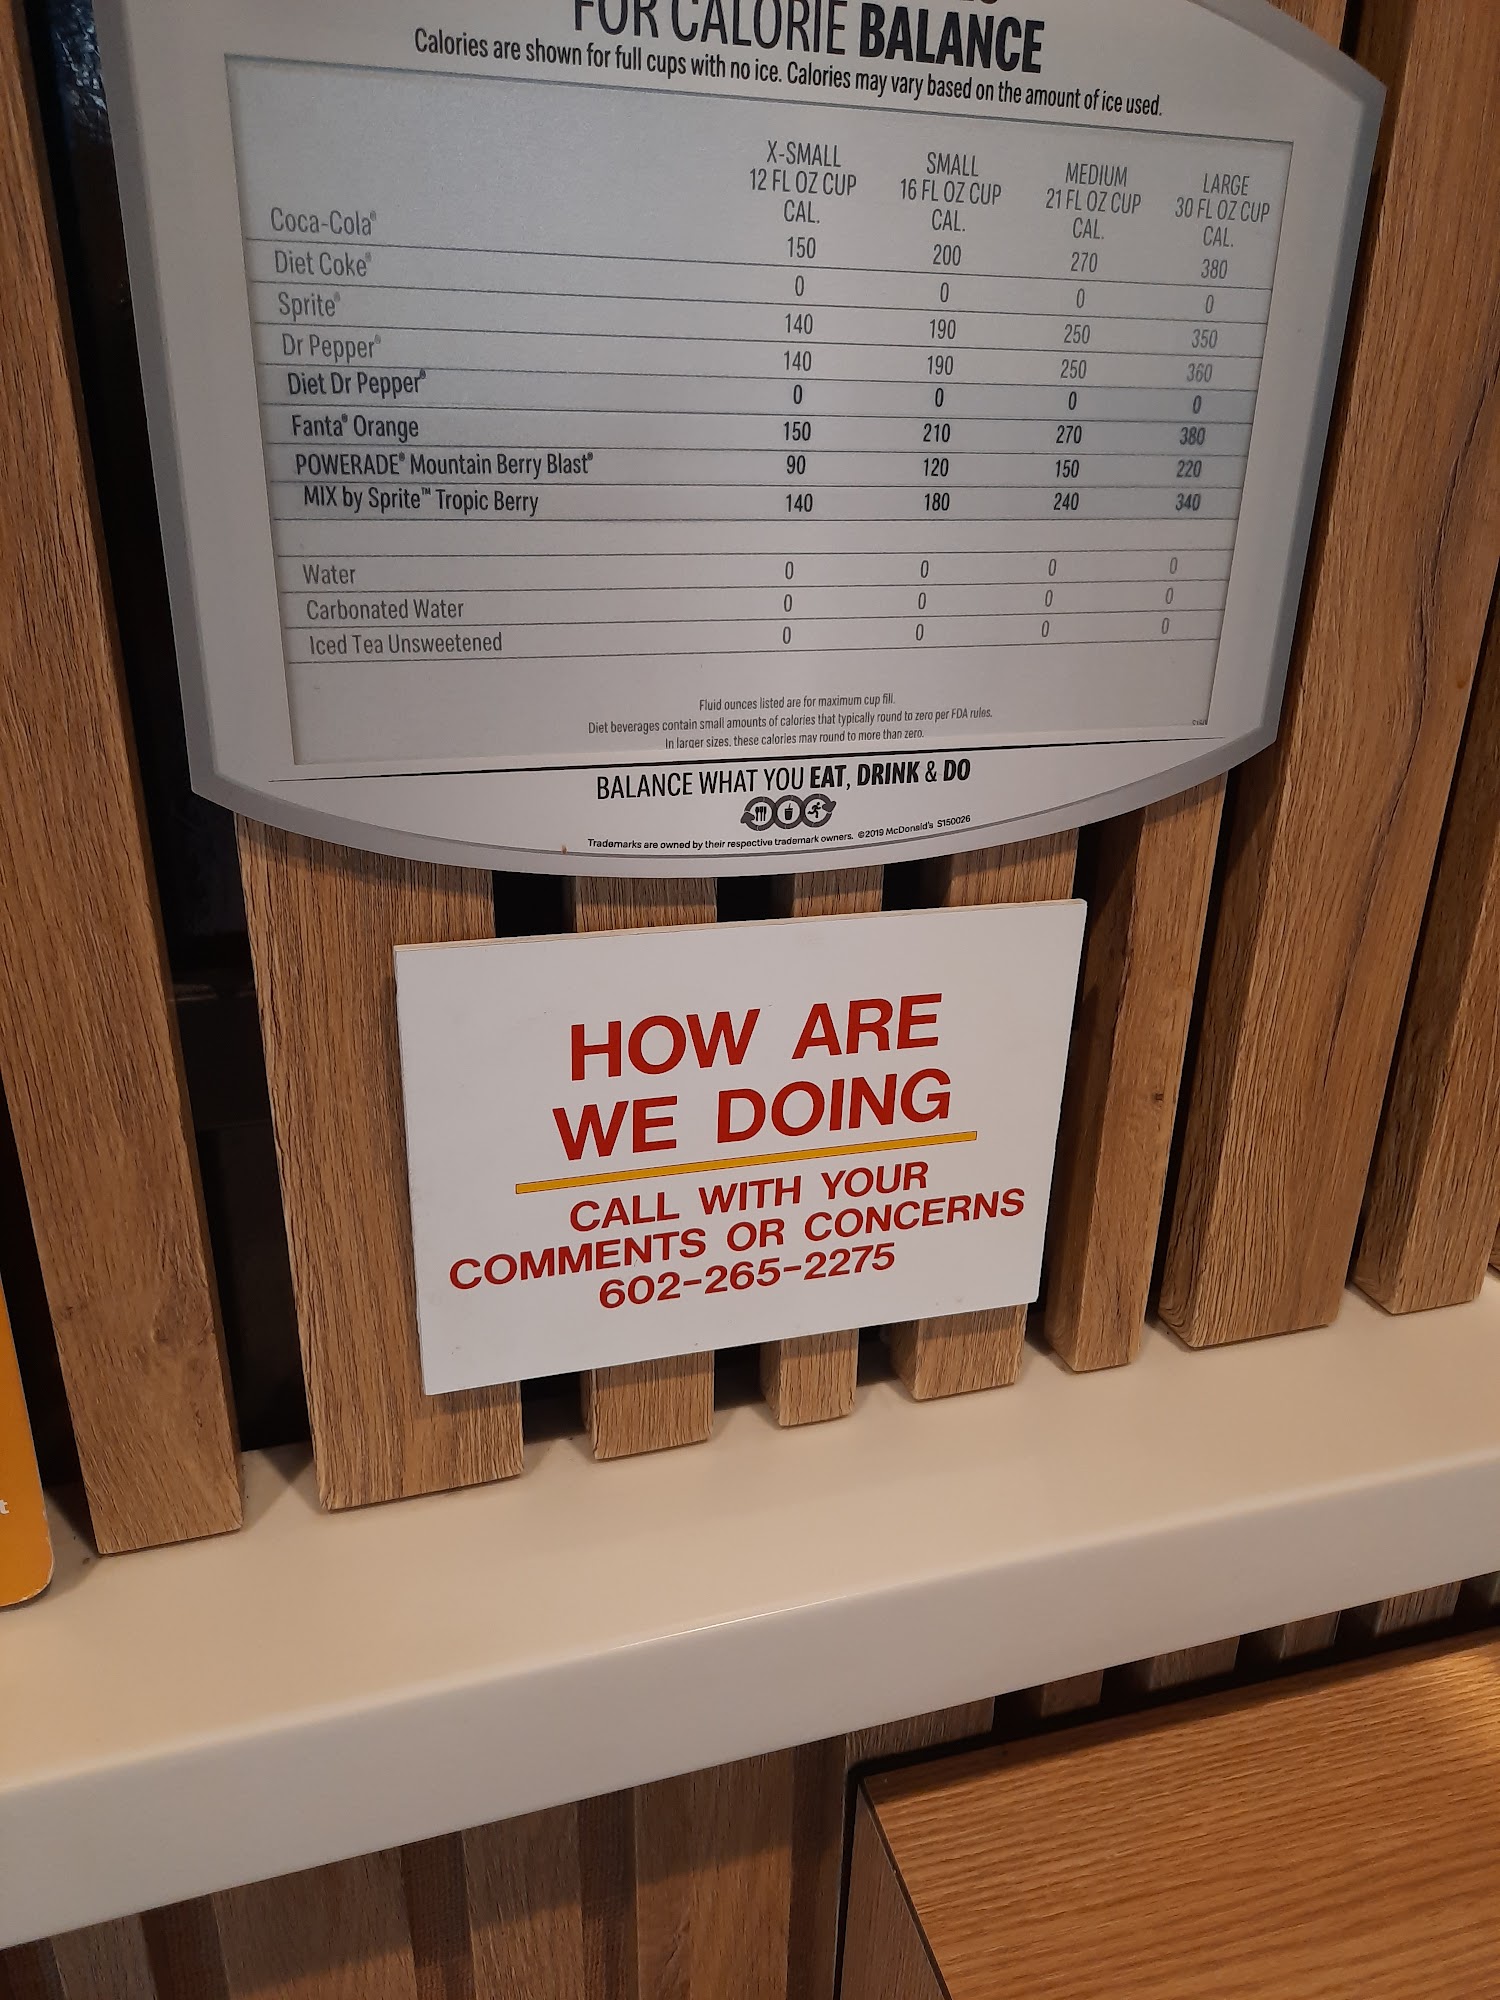 FOR CALORIE BALANCE
Calories are shown for full cups with no ice. Calories may vary based on the amount of ice used.
X-SMALL SMALL MEDIUM LARGE
12 FL OZ CUP 16 FL OZ CUP 21 FL OZ CUP 30 FL OZ CUP
CAL. CAL. CAL. CAL.
Coca-Cola® 150 200 270 380
Diet Coke® 0 0 0 0
Sprite® 140 190 250 350
Dr Pepper® 140 190 250 360
Diet Dr Pepper® 0 0 0 0
Fanta® Orange 150 210 270 380
POWERADE® Mountain Berry Blast® 90 120 150 220
MIX by Sprite™ Tropic Berry 140 180 240 340
Water 0 0 0 0
Carbonated Water 0 0 0 0
Iced Tea Unsweetened 0 0 0 0
Fluid ounces listed are for maximum cup fill.
Diet beverages contain small amounts of calories that typically round to zero per FDA rules.
In larger sizes, these calories may round to more than zero.
BALANCE WHAT YOU EAT, DRINK & DO
Trademarks are owned by their respective trademark owners. ©2019 McDonald's S150026
HOW ARE
WE DOING
CALL WITH YOUR
COMMENTS OR CONCERNS
602-265-2275